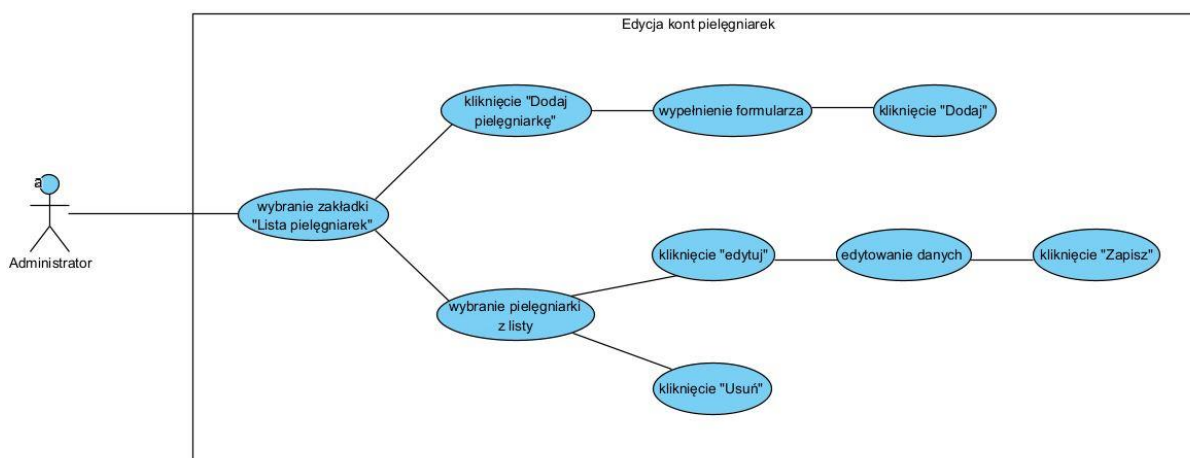 Edycja kont pielęgniarek
kliknięcie "Dodaj
pielęgniarkę"
wypełnienie formularza
kliknięcie "Dodaj"
a
Administrator
wybranie zakładki
"Lista pielęgniarek"
wybranie pielęgniarki
z listy
kliknięcie "edytuj"
edytowanie danych
kliknięcie "Zapisz"
kliknięcie "Usuń"